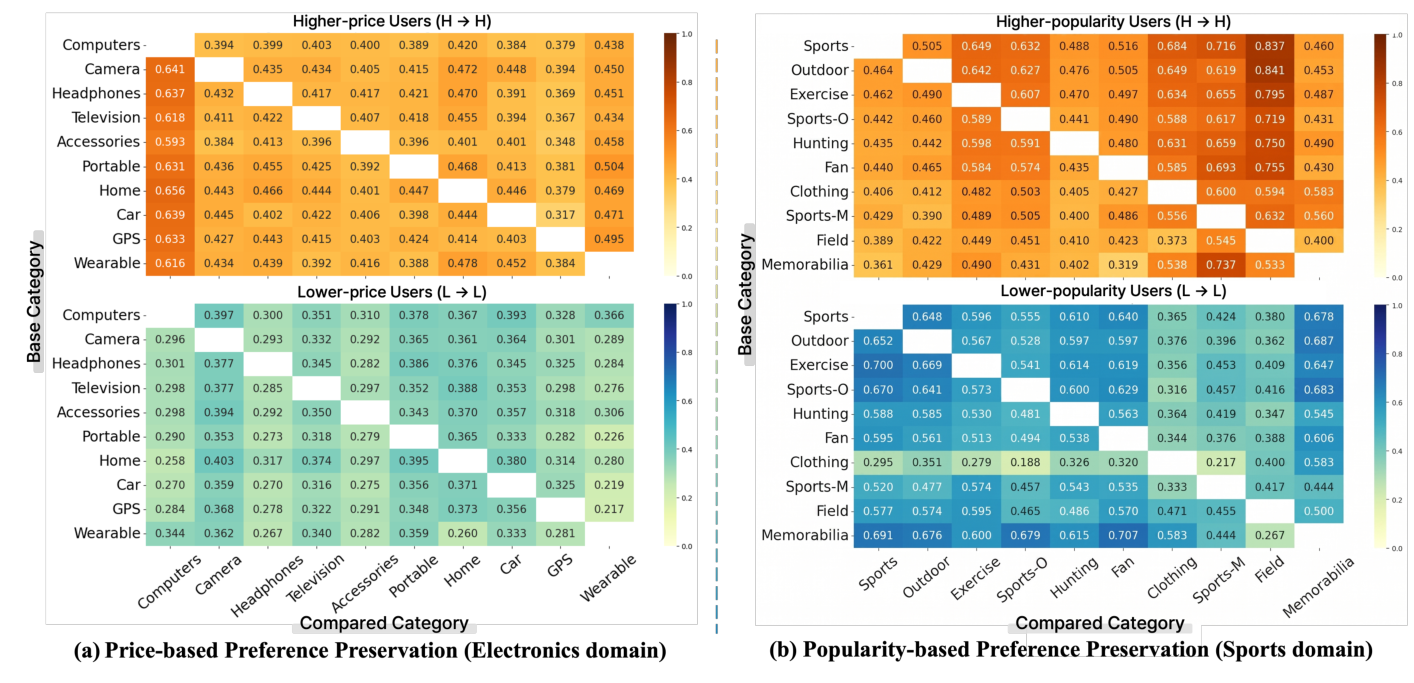 Higher-price Users (H → H)
Computers 0.394 0.399 0.403 0.400 0.389 0.420 0.384 0.379 0.438
Camera 0.641 0.435 0.434 0.405 0.415 0.472 0.448 0.394 0.450
Headphones 0.637 0.432 0.417 0.417 0.421 0.470 0.391 0.369 0.451
Television 0.618 0.411 0.422 0.407 0.418 0.455 0.394 0.367 0.434
Accessories 0.593 0.384 0.413 0.396 0.396 0.401 0.401 0.348 0.458
Portable 0.631 0.436 0.455 0.425 0.392 0.468 0.413 0.381 0.504
Home 0.656 0.443 0.466 0.444 0.401 0.447 0.446 0.379 0.469
Car 0.639 0.445 0.402 0.422 0.406 0.398 0.444 0.317 0.471
GPS 0.633 0.427 0.443 0.415 0.403 0.424 0.414 0.403 0.495
Wearable 0.616 0.434 0.439 0.392 0.416 0.388 0.478 0.452 0.384
1.0
0.8
0.6
0.4
0.2
0.0
Base Category
Lower-price Users (L → L)
Computers 0.397 0.300 0.351 0.310 0.378 0.367 0.393 0.328 0.366
Camera 0.296 0.293 0.332 0.292 0.365 0.361 0.364 0.301 0.289
Headphones 0.301 0.377 0.345 0.282 0.386 0.376 0.345 0.325 0.284
Television 0.298 0.377 0.285 0.297 0.352 0.388 0.353 0.298 0.276
Accessories 0.298 0.394 0.292 0.350 0.343 0.370 0.357 0.318 0.306
Portable 0.290 0.353 0.273 0.318 0.279 0.365 0.333 0.282 0.226
Home 0.258 0.403 0.317 0.374 0.297 0.395 0.380 0.314 0.280
Car 0.270 0.359 0.270 0.316 0.275 0.356 0.371 0.325 0.219
GPS 0.284 0.368 0.278 0.322 0.291 0.348 0.373 0.356 0.217
Wearable 0.344 0.362 0.267 0.340 0.282 0.359 0.260 0.333 0.281
1.0
0.8
0.6
0.4
0.2
0.0
Computers Camera Headphones Television Accessories Portable Home Car GPS Wearable
Compared Category
(a) Price-based Preference Preservation (Electronics domain)
Higher-popularity Users (H → H)
Sports 0.505 0.649 0.632 0.488 0.516 0.684 0.716 0.837 0.460
Outdoor 0.464 0.642 0.627 0.476 0.505 0.649 0.619 0.841 0.453
Exercise 0.462 0.490 0.607 0.470 0.497 0.634 0.655 0.795 0.487
Sports-O 0.442 0.460 0.589 0.441 0.490 0.588 0.617 0.719 0.431
Hunting 0.435 0.442 0.598 0.591 0.480 0.631 0.659 0.750 0.490
Fan 0.440 0.465 0.584 0.574 0.435 0.585 0.693 0.755 0.430
Clothing 0.406 0.412 0.482 0.503 0.405 0.427 0.600 0.594 0.583
Sports-M 0.429 0.390 0.489 0.505 0.400 0.486 0.556 0.632 0.560
Field 0.389 0.422 0.449 0.451 0.410 0.423 0.373 0.545 0.400
Memorabilia 0.361 0.429 0.490 0.431 0.402 0.319 0.538 0.737 0.533
1.0
0.8
0.6
0.4
0.2
0.0
Base Category
Lower-popularity Users (L → L)
Sports 0.648 0.596 0.555 0.610 0.640 0.365 0.424 0.380 0.678
Outdoor 0.652 0.567 0.528 0.597 0.597 0.376 0.396 0.362 0.687
Exercise 0.700 0.669 0.541 0.614 0.619 0.356 0.453 0.409 0.647
Sports-O 0.670 0.641 0.573 0.600 0.629 0.316 0.457 0.416 0.683
Hunting 0.588 0.585 0.530 0.481 0.563 0.364 0.419 0.347 0.545
Fan 0.595 0.561 0.513 0.494 0.538 0.344 0.376 0.388 0.606
Clothing 0.295 0.351 0.279 0.188 0.326 0.320 0.217 0.400 0.583
Sports-M 0.520 0.477 0.574 0.457 0.543 0.535 0.333 0.417 0.444
Field 0.577 0.574 0.595 0.465 0.486 0.570 0.471 0.455 0.500
Memorabilia 0.691 0.676 0.600 0.679 0.615 0.707 0.583 0.444 0.267
1.0
0.8
0.6
0.4
0.2
0.0
Sports Outdoor Exercise Sports-O Hunting Fan Clothing Sports-M Field Memorabilia
Compared Category
(b) Popularity-based Preference Preservation (Sports domain)